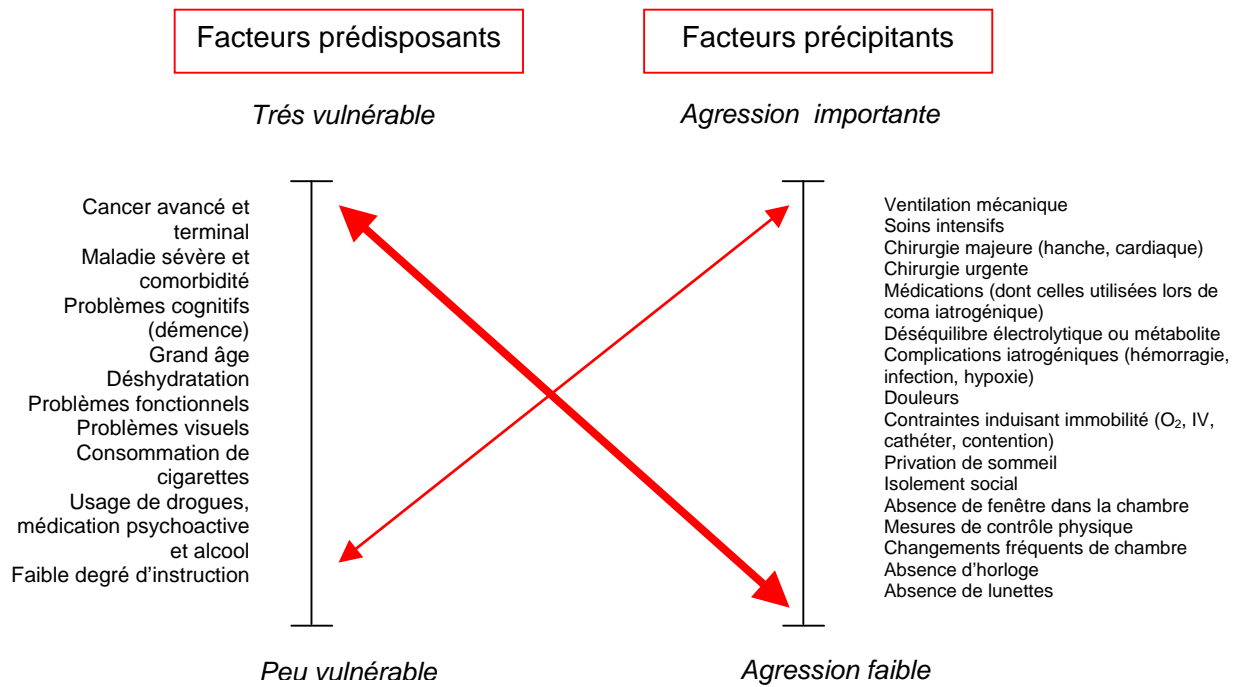 Facteurs prédisposants
Facteurs précipitants
Trés vulnérable
Agression importante
Cancer avancé et
terminal
Maladie sévère et
comorbidité
Problèmes cognitifs
(démence)
Grand âge
Déshydratation
Problèmes fonctionnels
Problèmes visuels
Consommation de
cigarettes
Usage de drogues,
médication psychoactive
et alcool
Faible degré d'instruction
Ventilation mécanique
Soins intensifs
Chirurgie majeure (hanche, cardiaque)
Chirurgie urgente
Médications (dont celles utilisées lors de
coma iatrogénique)
Déséquilibre électrolytique ou métabolite
Complications iatrogéniques (hémorragie,
infection, hypoxie)
Douleurs
Contraintes induisant immobilité (O₂, IV,
cathéter, contention)
Privation de sommeil
Isolement social
Absence de fenêtre dans la chambre
Mesures de contrôle physique
Changements fréquents de chambre
Absence d'horloge
Absence de lunettes
Peu vulnérable
Agression faible